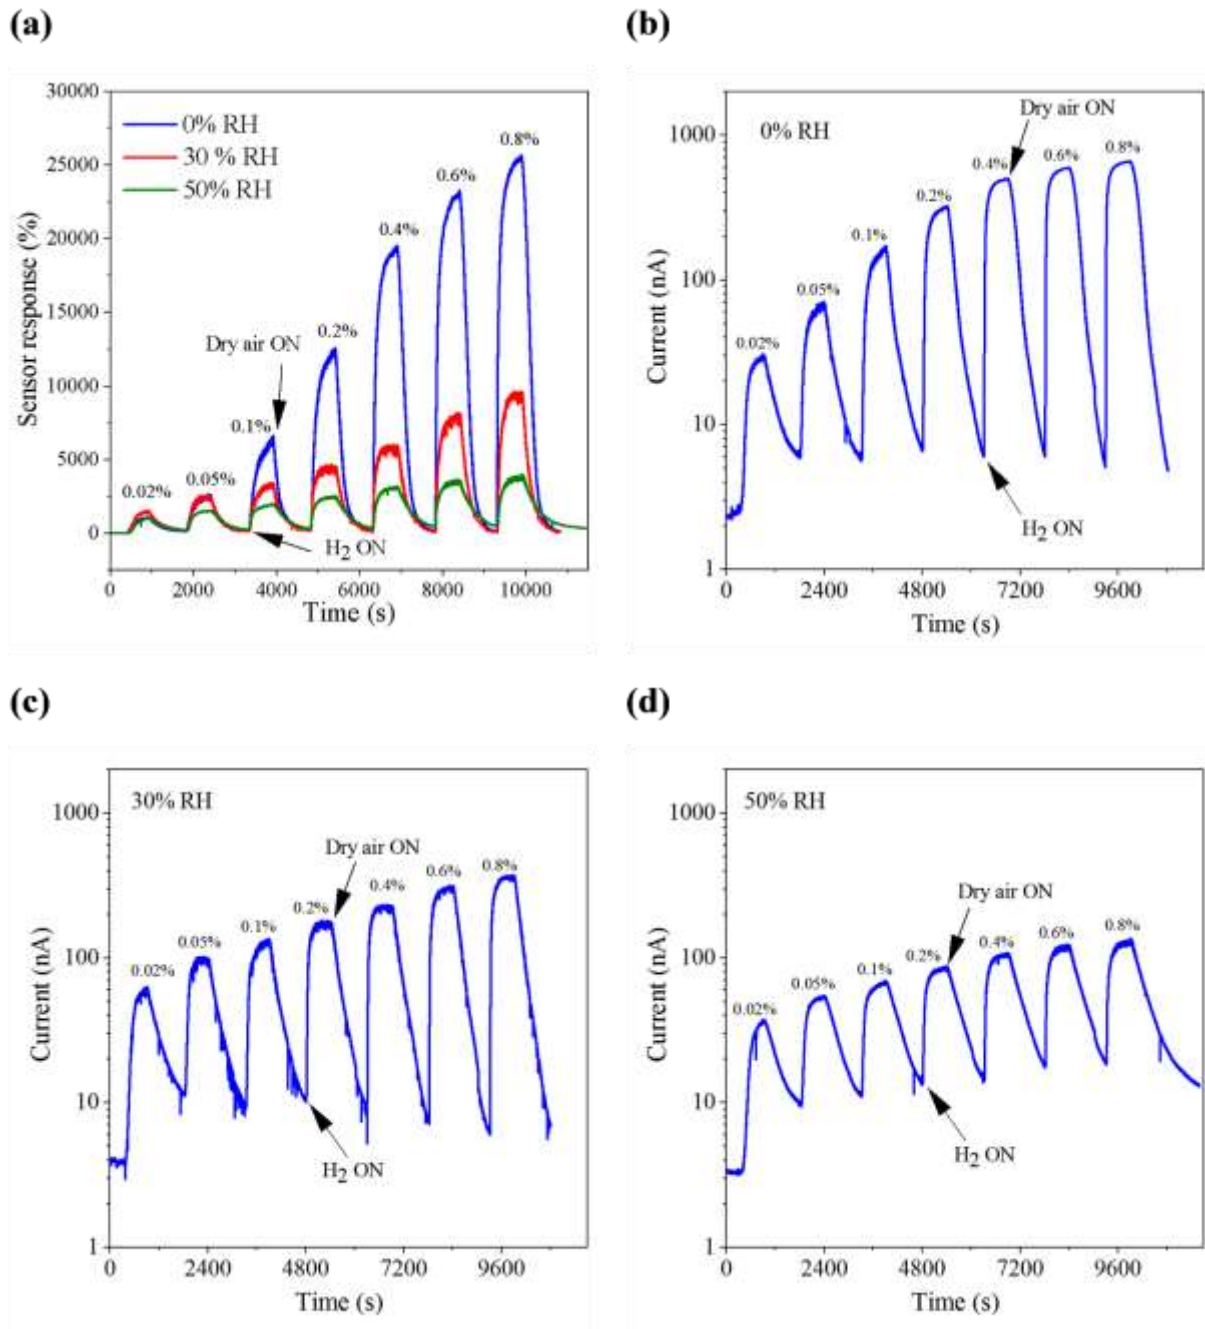 (a)
30000
25000
20000
15000
10000
5000
0
Sensor response (%)
0% RH
30 % RH
50% RH
0.02%
0.05%
0.1%
0.2%
0.4%
0.6%
0.8%
Dry air ON
H2 ON
0 2000 4000 6000 8000 10000
Time (s)
(b)
1000
100
10
1
Current (nA)
0% RH
0.02%
0.05%
0.1%
0.2%
0.4%
0.6%
0.8%
Dry air ON
H2 ON
0 2400 4800 7200 9600
Time (s)
(c)
1000
100
10
1
Current (nA)
30% RH
0.02%
0.05%
0.1%
0.2%
0.4%
0.6%
0.8%
Dry air ON
H2 ON
0 2400 4800 7200 9600
Time (s)
(d)
1000
100
10
1
Current (nA)
50% RH
0.02%
0.05%
0.1%
0.2%
0.4%
0.6%
0.8%
Dry air ON
H2 ON
0 2400 4800 7200 9600
Time (s)